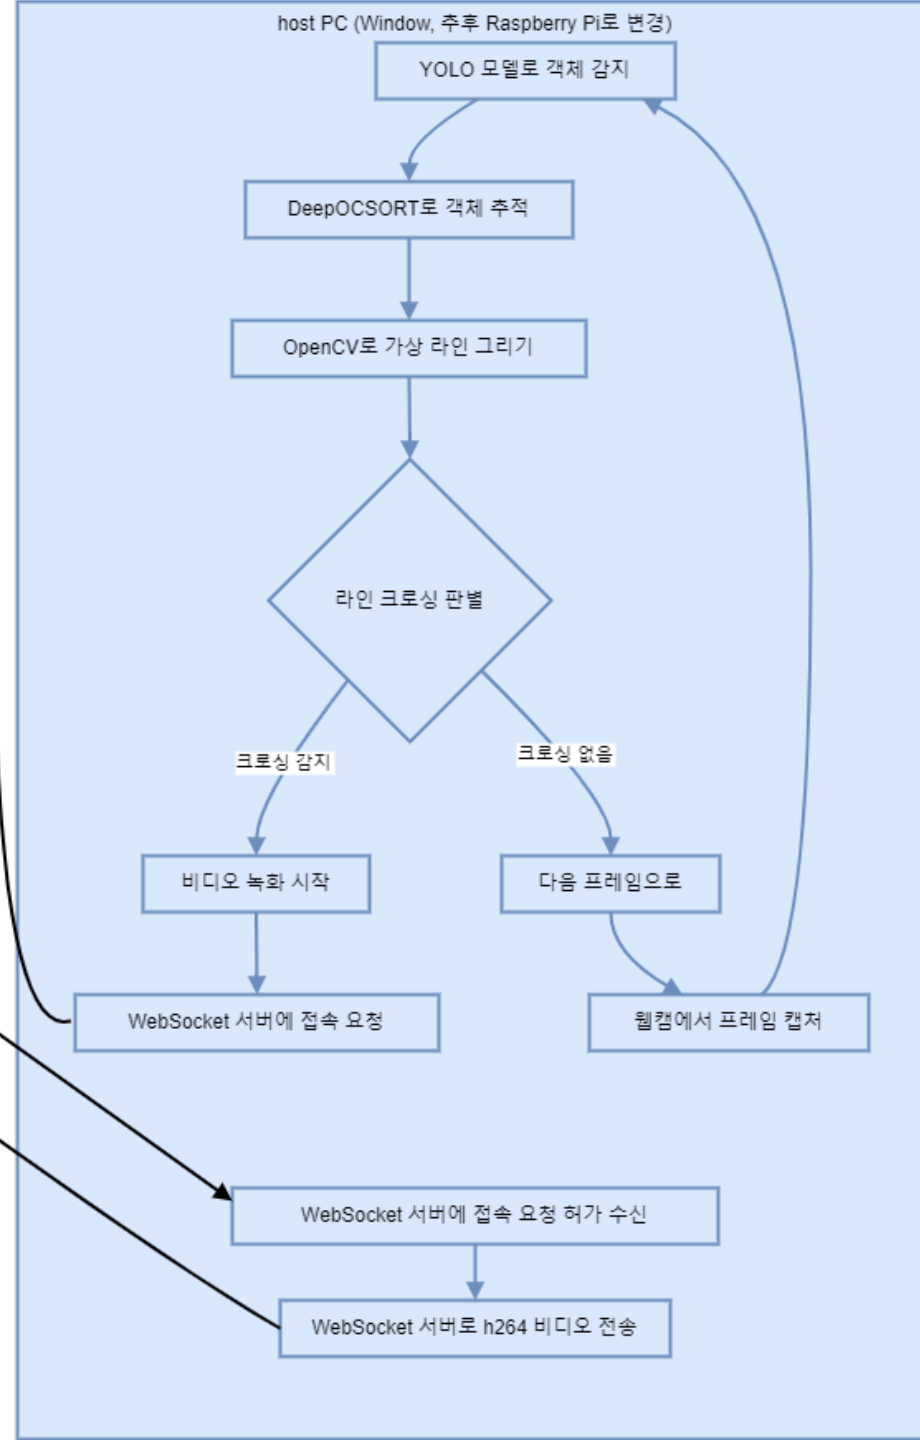 host PC (Window, 추후 Raspberry Pi로 변경)
YOLO 모델로 객체 감지
DeepOCSORT로 객체 추적
OpenCV로 가상 라인 그리기
라인 크로싱 판별
크로싱 감지
크로싱 없음
비디오 녹화 시작
다음 프레임으로
WebSocket 서버에 접속 요청
웹캠에서 프레임 캡처
WebSocket 서버에 접속 요청 허가 수신
WebSocket 서버로 h264 비디오 전송